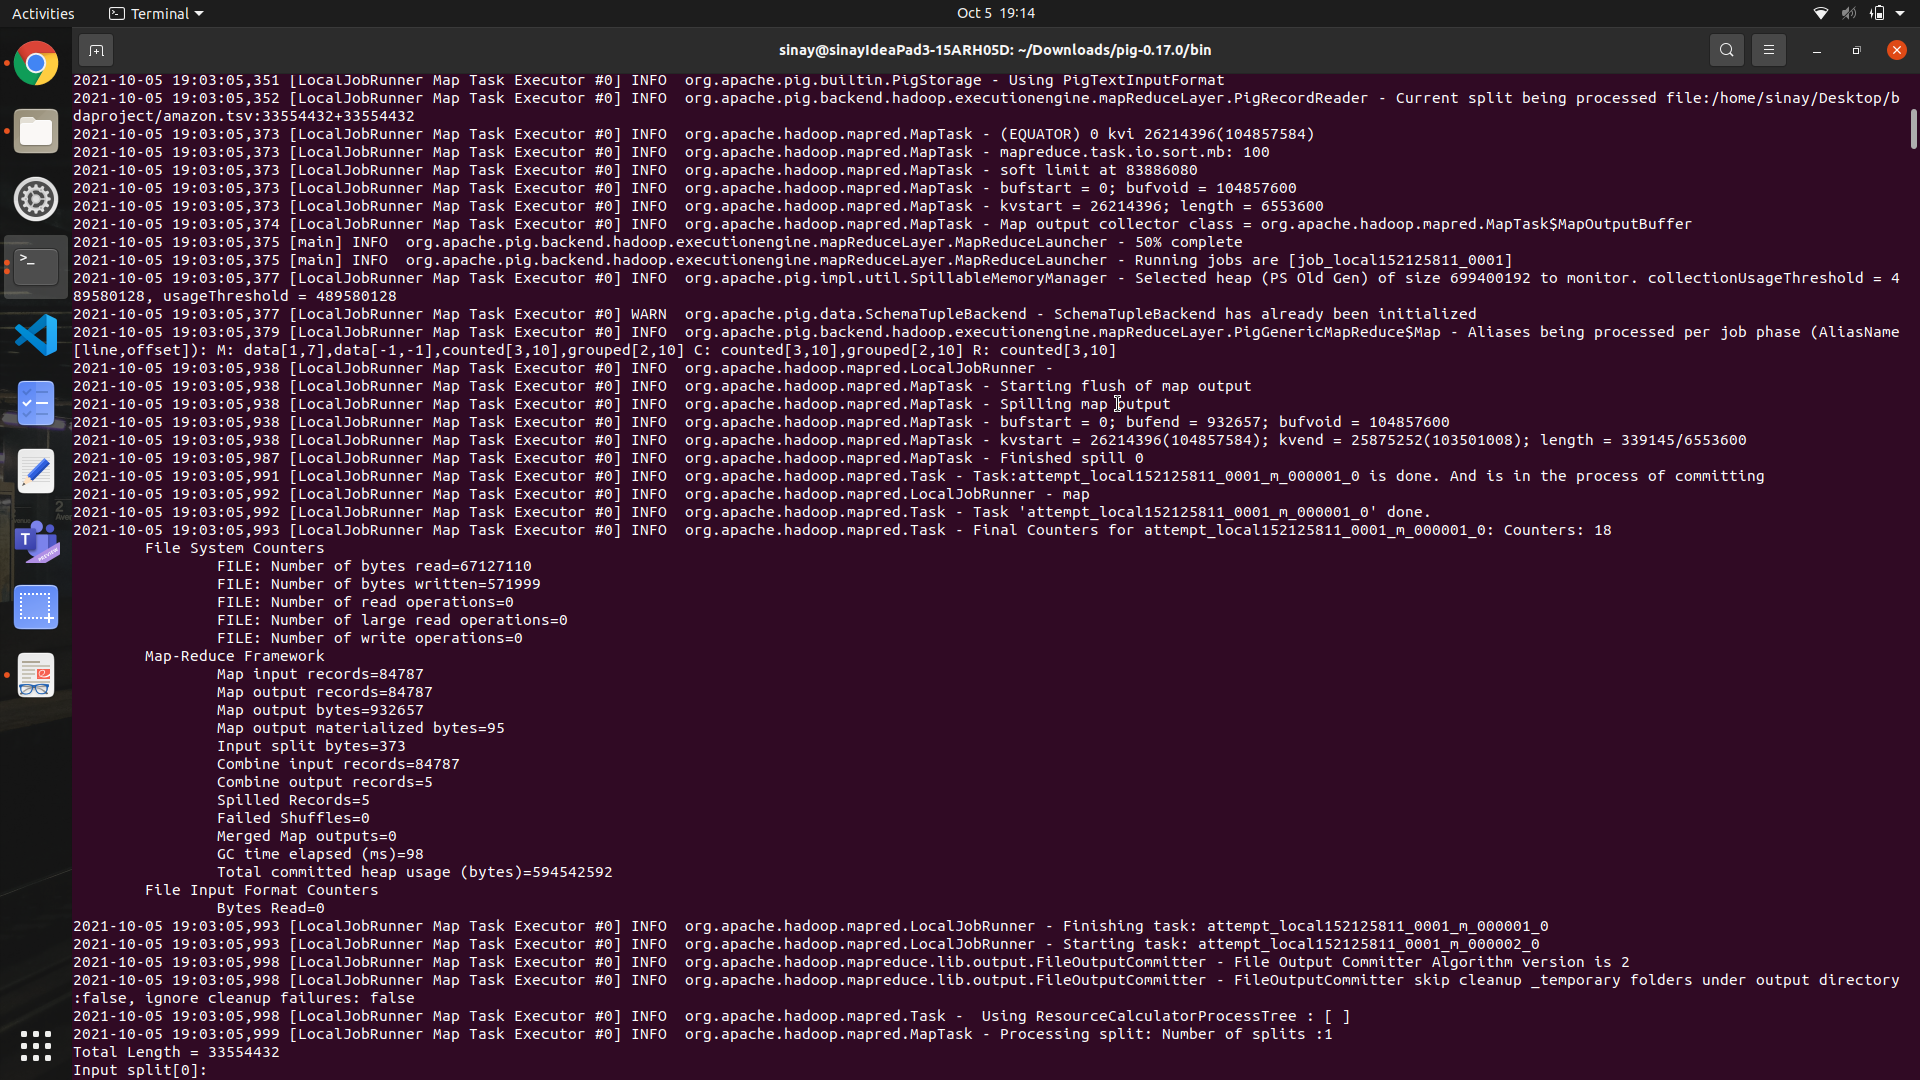 Activities
Terminal
Oct 5 19:14
sinay@sinayIdeaPad3-15ARH05D: ~/Downloads/pig-0.17.0/bin
2021-10-05 19:03:05,351 [LocalJobRunner Map Task Executor #0] INFO  org.apache.pig.builtin.PigStorage - Using PigTextInputFormat
2021-10-05 19:03:05,352 [LocalJobRunner Map Task Executor #0] INFO  org.apache.pig.backend.hadoop.executionengine.mapReduceLayer.PigRecordReader - Current split being processed file:/home/sinay/Desktop/b
daproject/amazon.tsv:33554432+33554432
2021-10-05 19:03:05,373 [LocalJobRunner Map Task Executor #0] INFO  org.apache.hadoop.mapred.MapTask - (EQUATOR) 0 kvi 26214396(104857584)
2021-10-05 19:03:05,373 [LocalJobRunner Map Task Executor #0] INFO  org.apache.hadoop.mapred.MapTask - mapreduce.task.io.sort.mb: 100
2021-10-05 19:03:05,373 [LocalJobRunner Map Task Executor #0] INFO  org.apache.hadoop.mapred.MapTask - soft limit at 83886080
2021-10-05 19:03:05,373 [LocalJobRunner Map Task Executor #0] INFO  org.apache.hadoop.mapred.MapTask - bufstart = 0; bufvoid = 104857600
2021-10-05 19:03:05,373 [LocalJobRunner Map Task Executor #0] INFO  org.apache.hadoop.mapred.MapTask - kvstart = 26214396; length = 6553600
2021-10-05 19:03:05,374 [LocalJobRunner Map Task Executor #0] INFO  org.apache.hadoop.mapred.MapTask - Map output collector class = org.apache.hadoop.mapred.MapTask$MapOutputBuffer
2021-10-05 19:03:05,375 [main] INFO  org.apache.pig.backend.hadoop.executionengine.mapReduceLayer.MapReduceLauncher - 50% complete
2021-10-05 19:03:05,375 [main] INFO  org.apache.pig.backend.hadoop.executionengine.mapReduceLayer.MapReduceLauncher - Running jobs are [job_local152125811_0001]
2021-10-05 19:03:05,377 [LocalJobRunner Map Task Executor #0] INFO  org.apache.pig.impl.util.SpillableMemoryManager - Selected heap (PS Old Gen) of size 699400192 to monitor. collectionUsageThreshold = 4
89580128, usageThreshold = 489580128
2021-10-05 19:03:05,377 [LocalJobRunner Map Task Executor #0] WARN  org.apache.pig.data.SchemaTupleBackend - SchemaTupleBackend has already been initialized
2021-10-05 19:03:05,379 [LocalJobRunner Map Task Executor #0] INFO  org.apache.pig.backend.hadoop.executionengine.mapReduceLayer.PigGenericMapReduce$Map - Aliases being processed per job phase (AliasName
[line,offset]): M: data[1,7],data[-1,-1],counted[3,10],grouped[2,10] C: counted[3,10],grouped[2,10] R: counted[3,10]
2021-10-05 19:03:05,938 [LocalJobRunner Map Task Executor #0] INFO  org.apache.hadoop.mapred.LocalJobRunner -
2021-10-05 19:03:05,938 [LocalJobRunner Map Task Executor #0] INFO  org.apache.hadoop.mapred.MapTask - Starting flush of map output
2021-10-05 19:03:05,938 [LocalJobRunner Map Task Executor #0] INFO  org.apache.hadoop.mapred.MapTask - Spilling map output
2021-10-05 19:03:05,938 [LocalJobRunner Map Task Executor #0] INFO  org.apache.hadoop.mapred.MapTask - bufstart = 0; bufend = 932657; bufvoid = 104857600
2021-10-05 19:03:05,938 [LocalJobRunner Map Task Executor #0] INFO  org.apache.hadoop.mapred.MapTask - kvstart = 26214396(104857584); kvend = 25875252(103501008); length = 339145/6553600
2021-10-05 19:03:05,987 [LocalJobRunner Map Task Executor #0] INFO  org.apache.hadoop.mapred.MapTask - Finished spill 0
2021-10-05 19:03:05,991 [LocalJobRunner Map Task Executor #0] INFO  org.apache.hadoop.mapred.Task - Task:attempt_local152125811_0001_m_000001_0 is done. And is in the process of committing
2021-10-05 19:03:05,992 [LocalJobRunner Map Task Executor #0] INFO  org.apache.hadoop.mapred.LocalJobRunner - map
2021-10-05 19:03:05,992 [LocalJobRunner Map Task Executor #0] INFO  org.apache.hadoop.mapred.Task - Task 'attempt_local152125811_0001_m_000001_0' done.
2021-10-05 19:03:05,993 [LocalJobRunner Map Task Executor #0] INFO  org.apache.hadoop.mapred.Task - Final Counters for attempt_local152125811_0001_m_000001_0: Counters: 18
File System Counters
FILE: Number of bytes read=67127110
FILE: Number of bytes written=571999
FILE: Number of read operations=0
FILE: Number of large read operations=0
FILE: Number of write operations=0
Map-Reduce Framework
Map input records=84787
Map output records=84787
Map output bytes=932657
Map output materialized bytes=95
Input split bytes=373
Combine input records=84787
Combine output records=5
Spilled Records=5
Failed Shuffles=0
Merged Map outputs=0
GC time elapsed (ms)=98
Total committed heap usage (bytes)=594542592
File Input Format Counters
Bytes Read=0
2021-10-05 19:03:05,993 [LocalJobRunner Map Task Executor #0] INFO  org.apache.hadoop.mapred.LocalJobRunner - Finishing task: attempt_local152125811_0001_m_000001_0
2021-10-05 19:03:05,993 [LocalJobRunner Map Task Executor #0] INFO  org.apache.hadoop.mapred.LocalJobRunner - Starting task: attempt_local152125811_0001_m_000002_0
2021-10-05 19:03:05,998 [LocalJobRunner Map Task Executor #0] INFO  org.apache.hadoop.mapreduce.lib.output.FileOutputCommitter - File Output Committer Algorithm version is 2
2021-10-05 19:03:05,998 [LocalJobRunner Map Task Executor #0] INFO  org.apache.hadoop.mapreduce.lib.output.FileOutputCommitter - FileOutputCommitter skip cleanup _temporary folders under output directory
:false, ignore cleanup failures: false
2021-10-05 19:03:05,998 [LocalJobRunner Map Task Executor #0] INFO  org.apache.hadoop.mapred.Task -  Using ResourceCalculatorProcessTree : [ ]
2021-10-05 19:03:05,999 [LocalJobRunner Map Task Executor #0] INFO  org.apache.hadoop.mapred.MapTask - Processing split: Number of splits :1
Total Length = 33554432
Input split[0]: